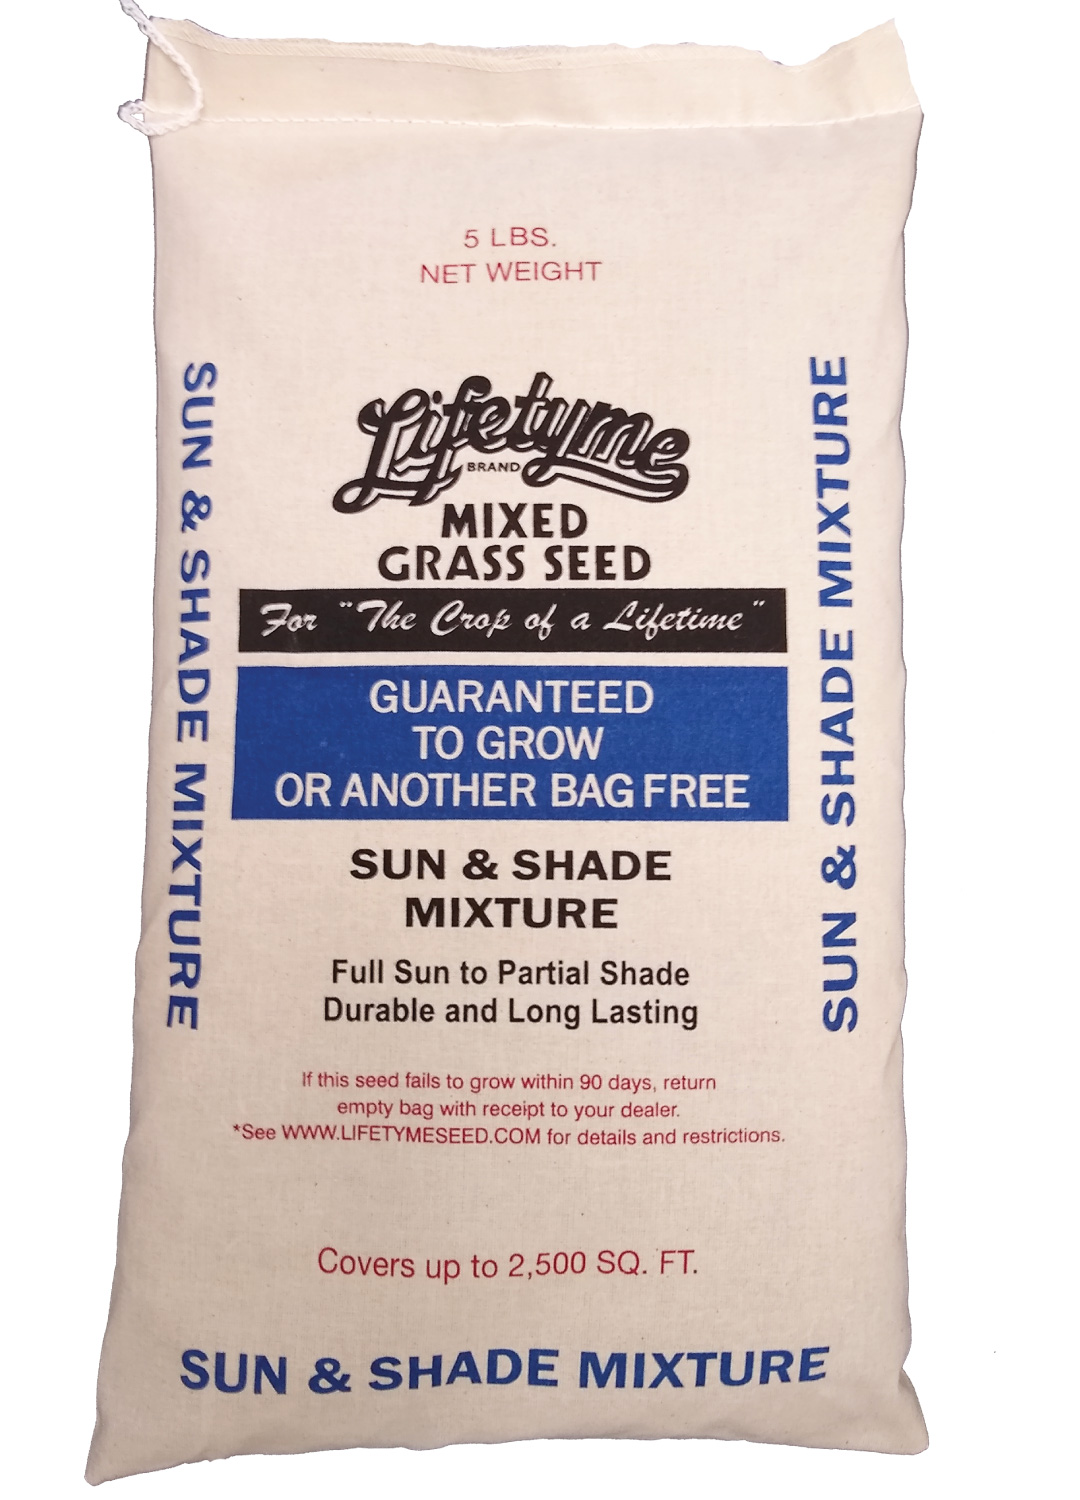 5 LBS.
NET WEIGHT
Lifetyme
BRAND
MIXED
GRASS SEED
For "The Crop of a Lifetime"
GUARANTEED
TO GROW
OR ANOTHER BAG FREE
SUN & SHADE
MIXTURE
Full Sun to Partial Shade
Durable and Long Lasting
If this seed fails to grow within 90 days, return
empty bag with receipt to your dealer.
*See WWW.LIFETYMESEED.COM for details and restrictions.
Covers up to 2,500 SQ. FT.
SUN & SHADE MIXTURE
SUN & SHADE MIXTURE
SUN & SHADE MIXTURE